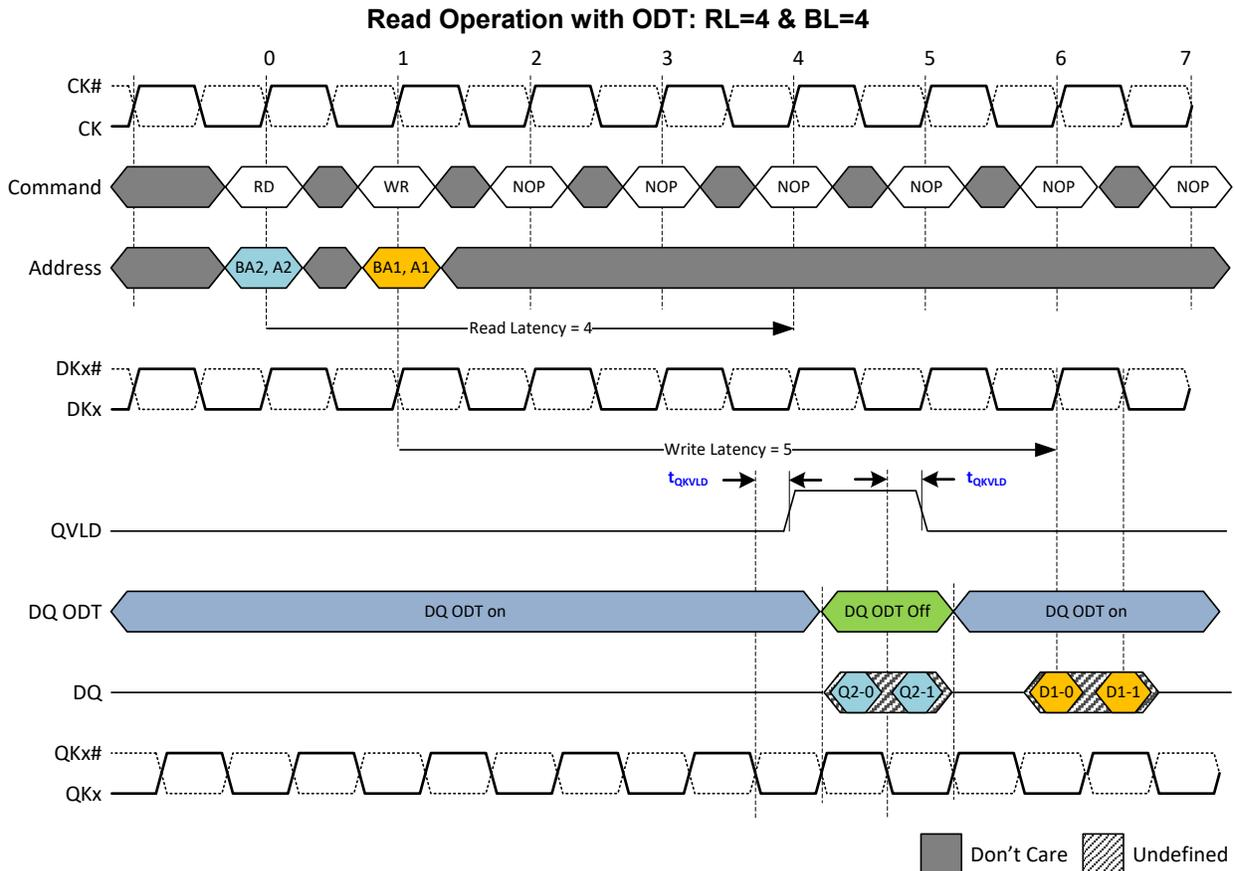 Read Operation with ODT: RL=4 & BL=4
0 1 2 3 4 5 6 7
CK#
CK
Command RD WR NOP NOP NOP NOP NOP NOP
Address BA2, A2 BA1, A1
Read Latency = 4
DKx#
DKx
Write Latency = 5
tQKVLD tQKVLD
QVLD
DQ ODT DQ ODT on DQ ODT Off DQ ODT on
DQ Q2-0 Q2-1 D1-0 D1-1
QKx#
QKx
Don't Care Undefined